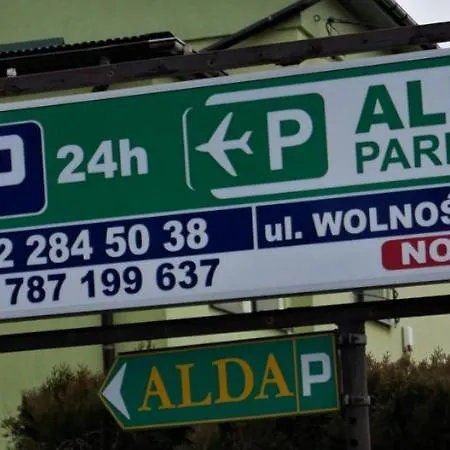 P 24h P AL
PAR
2 284 50 38 ul. WOLNOŚ
787 199 637 NO
ALDA P